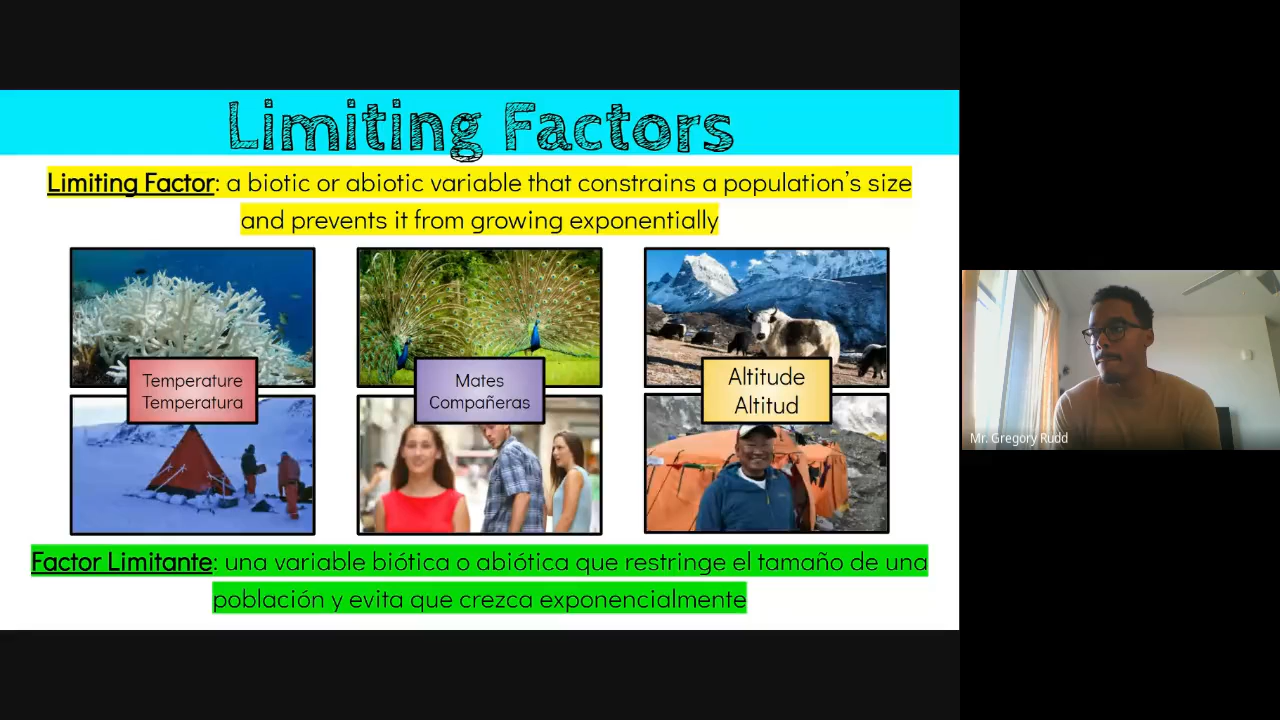 Limiting Factors
Limiting Factor: a biotic or abiotic variable that constrains a population's size
and prevents it from growing exponentially
Temperature
Temperatura
Mates
Compañeras
Altitude
Altitud
Factor Limitante: una variable biótica o abiótica que restringe el tamaño de una
población y evita que crezca exponencialmente
Mr. Gregory Rudd